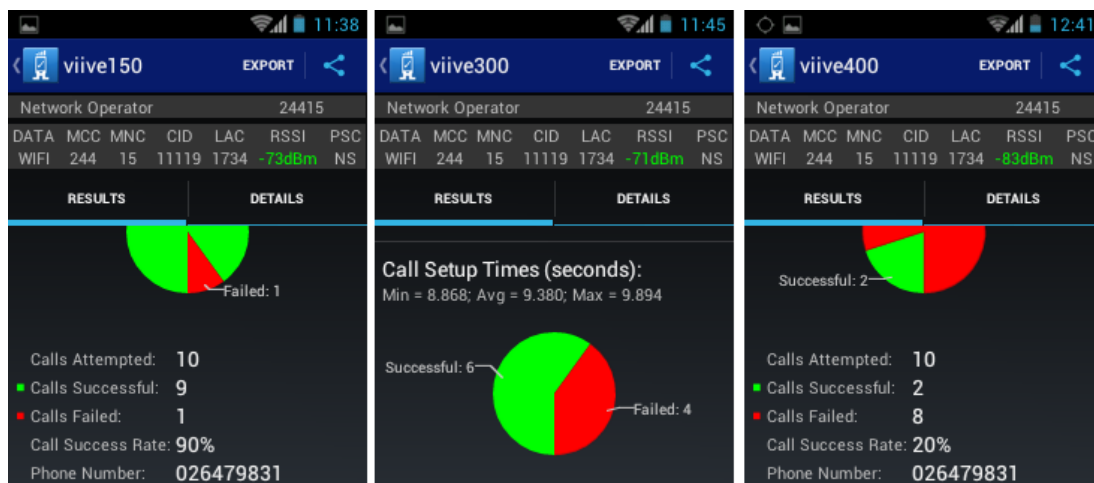 11:38
viive150 EXPORT
Network Operator 24415
DATA MCC MNC CID LAC RSSI PSC
WIFI 244 15 11119 1734 -73dBm NS
RESULTS DETAILS
Failed: 1
Calls Attempted: 10
Calls Successful: 9
Calls Failed: 1
Call Success Rate: 90%
Phone Number: 026479831
11:45
viive300 EXPORT
Network Operator 24415
DATA MCC MNC CID LAC RSSI PSC
WIFI 244 15 11119 1734 -71dBm NS
RESULTS DETAILS
Call Setup Times (seconds):
Min = 8.868; Avg = 9.380; Max = 9.894
Successful: 6
Failed: 4
12:41
viive400 EXPORT
Network Operator 24415
DATA MCC MNC CID LAC RSSI PSC
WIFI 244 15 11119 1734 -83dBm NS
RESULTS DETAILS
Successful: 2
Calls Attempted: 10
Calls Successful: 2
Calls Failed: 8
Call Success Rate: 20%
Phone Number: 026479831